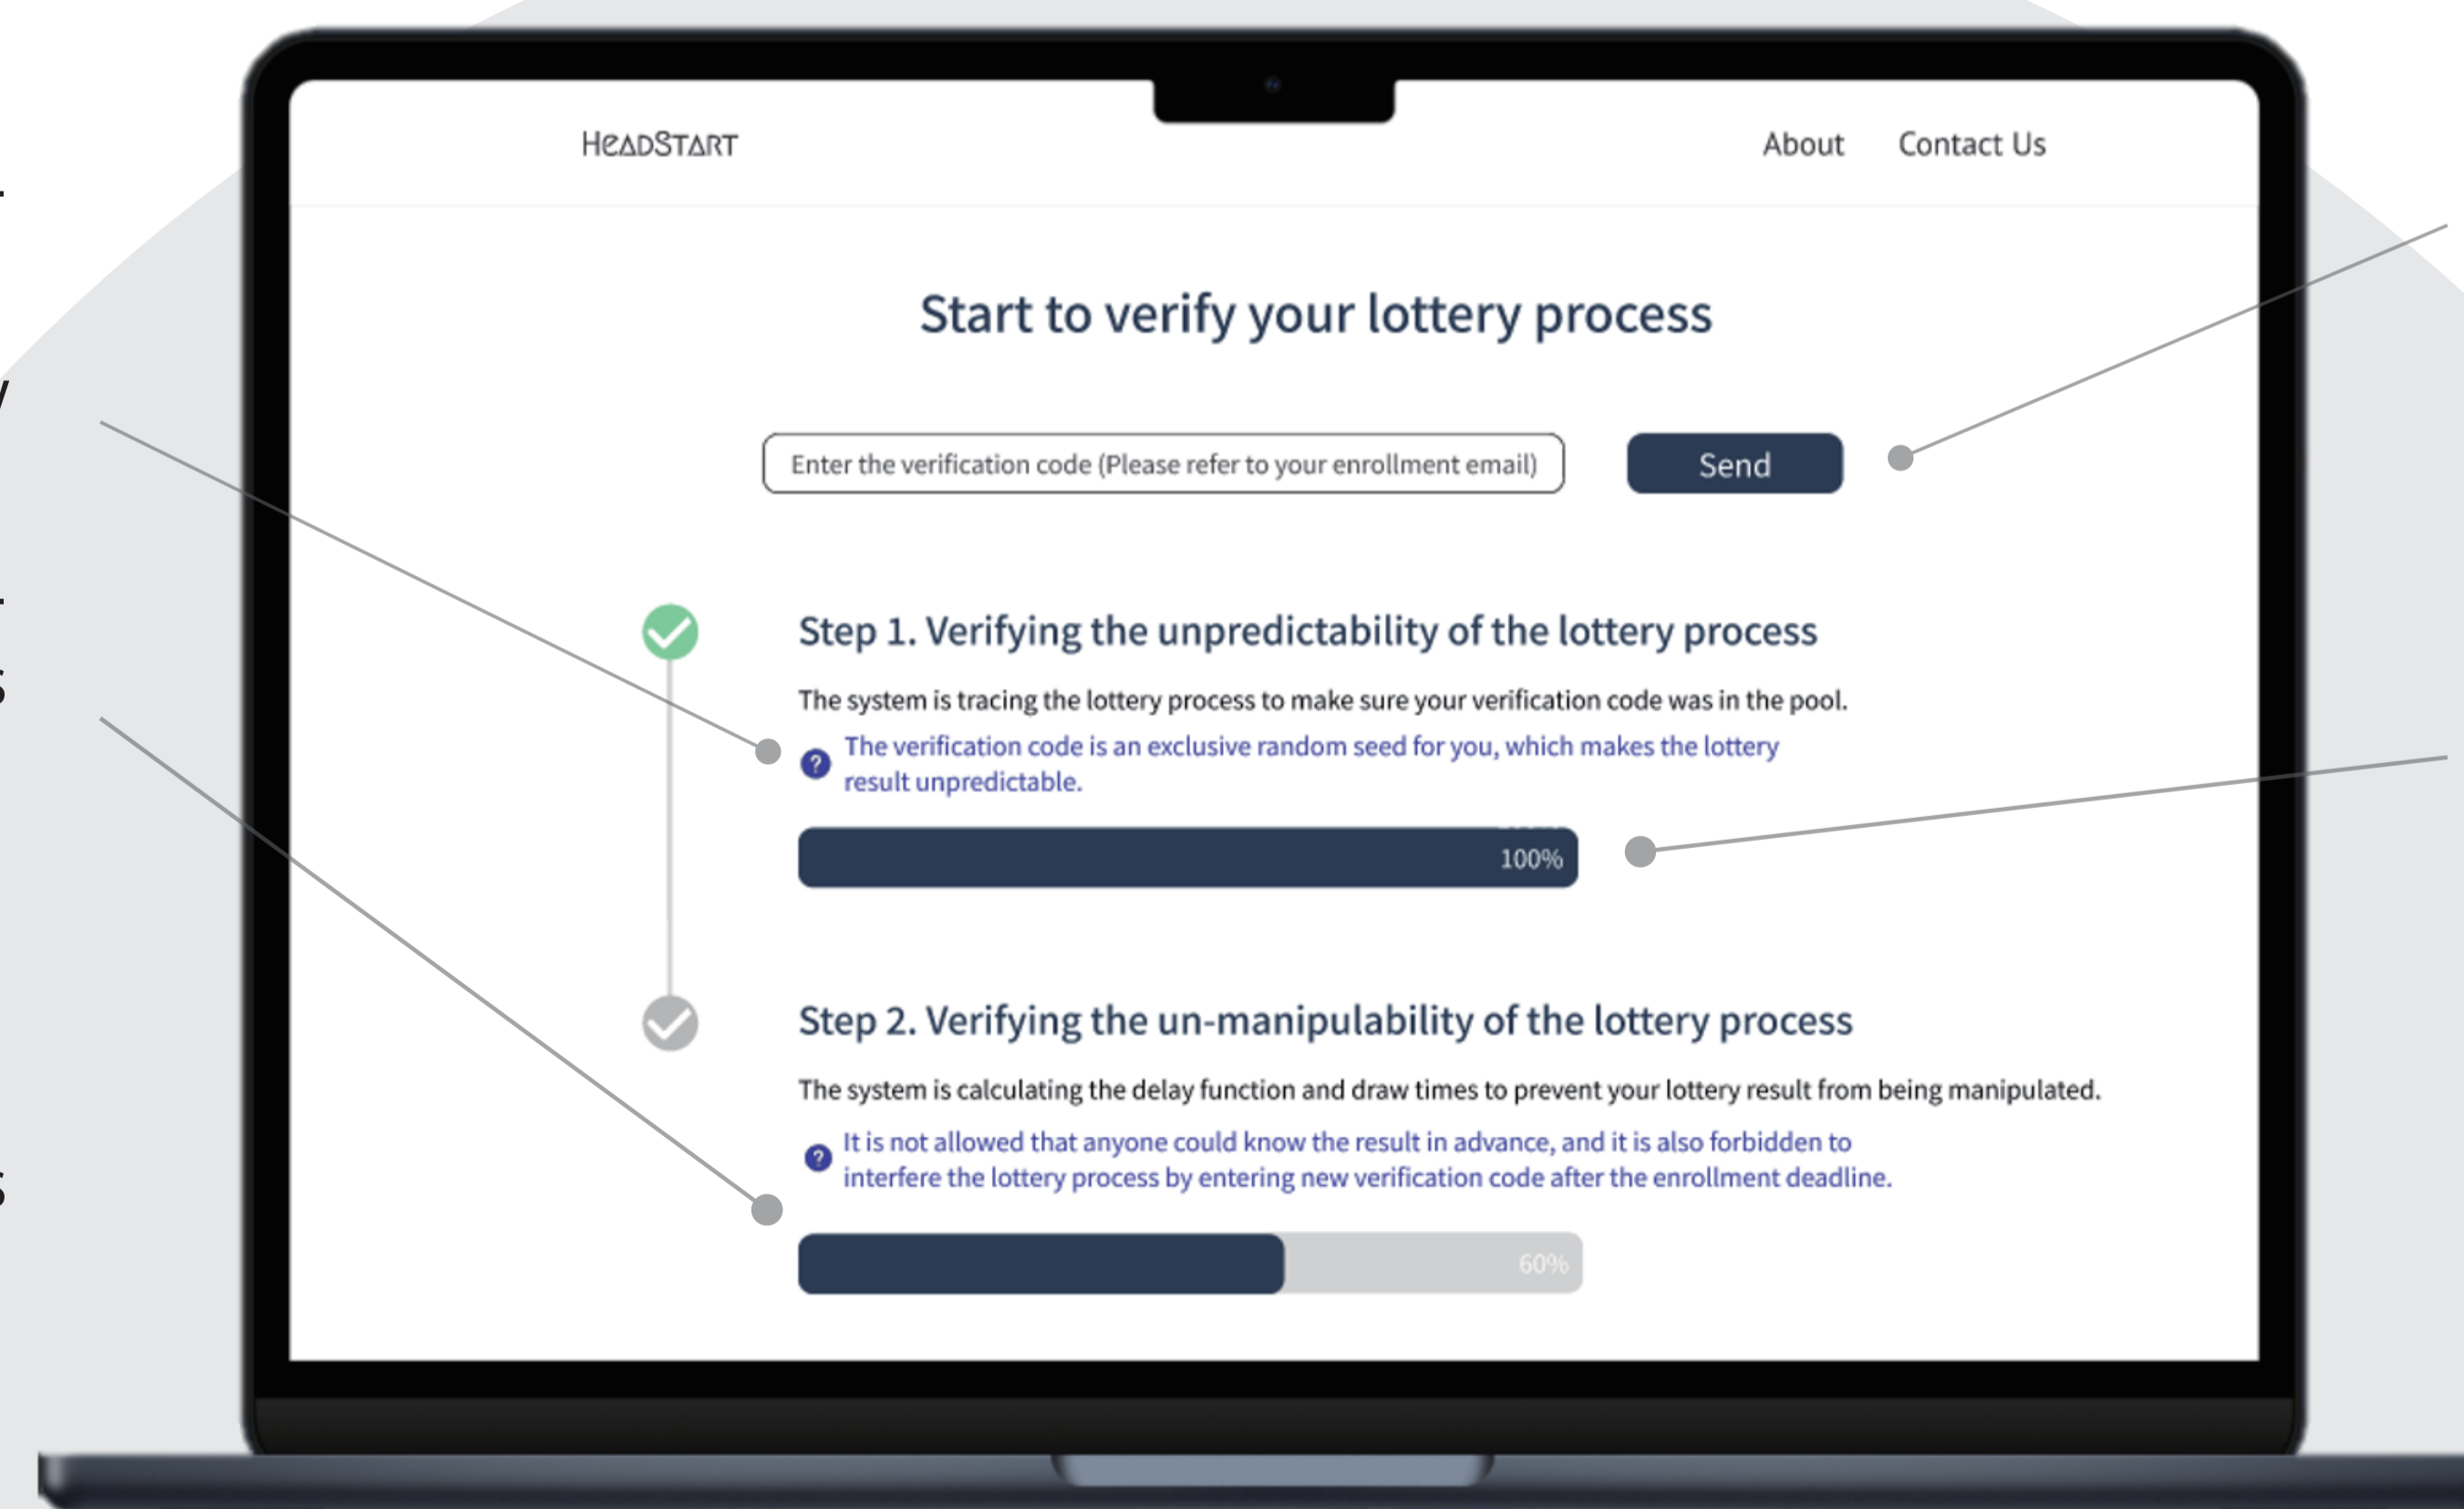 HeadStart
About Contact Us
Start to verify your lottery process
Enter the verification code (Please refer to your enrollment email)
Send
Step 1. Verifying the unpredictability of the lottery process
The system is tracing the lottery process to make sure your verification code was in the pool.
? The verification code is an exclusive random seed for you, which makes the lottery
result unpredictable.
100%
Step 2. Verifying the un-manipulability of the lottery process
The system is calculating the delay function and draw times to prevent your lottery result from being manipulated.
? It is not allowed that anyone could know the result in advance, and it is also forbidden to
interfere the lottery process by entering new verification code after the enrollment deadline.
60%